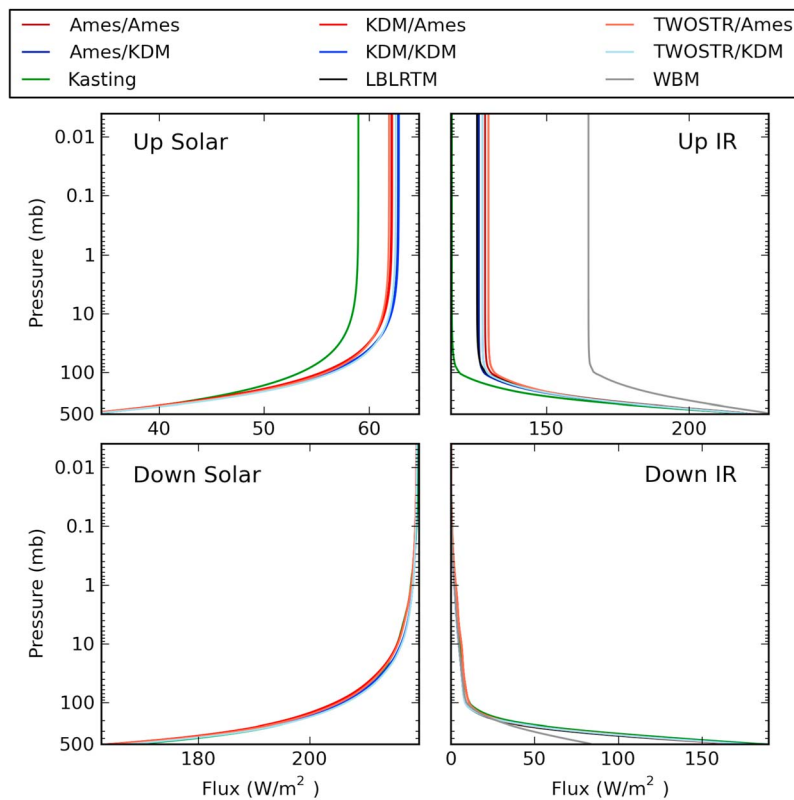 Ames/Ames KDM/Ames TWOSTR/Ames
Ames/KDM KDM/KDM TWOSTR/KDM
Kasting LBLRTM WBM
Up Solar
Up IR
Pressure (mb)
0.01
0.1
1
10
100
500
40 50 60
150 200
Down Solar
Down IR
Pressure (mb)
0.01
0.1
1
10
100
500
180 200
0 50 100 150
Flux (W/m² )
Flux (W/m² )